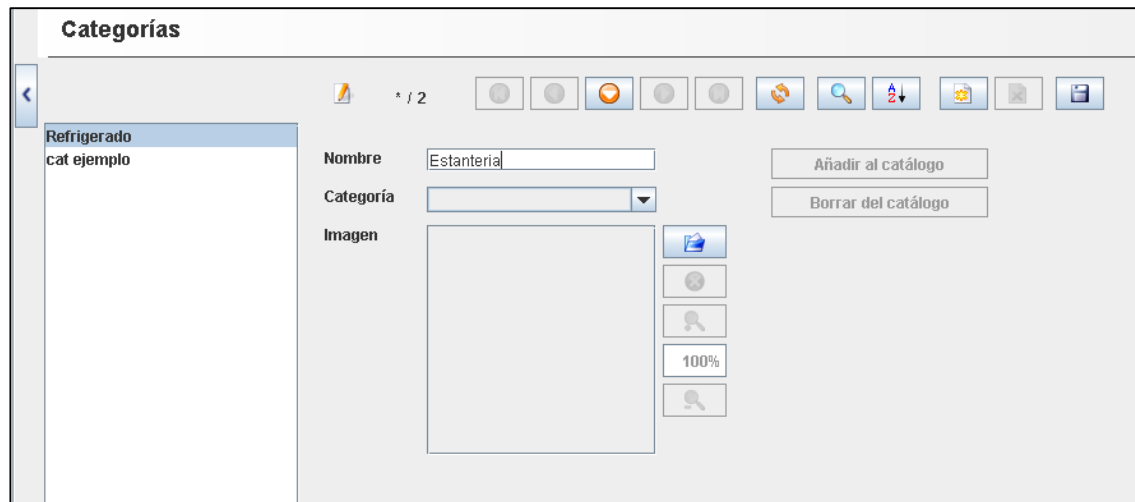 Categorías
* / 2
A
Z
Refrigerado
cat ejemplo
Nombre
Estanteria
Añadir al catálogo
Categoría
Borrar del catálogo
Imagen
100%